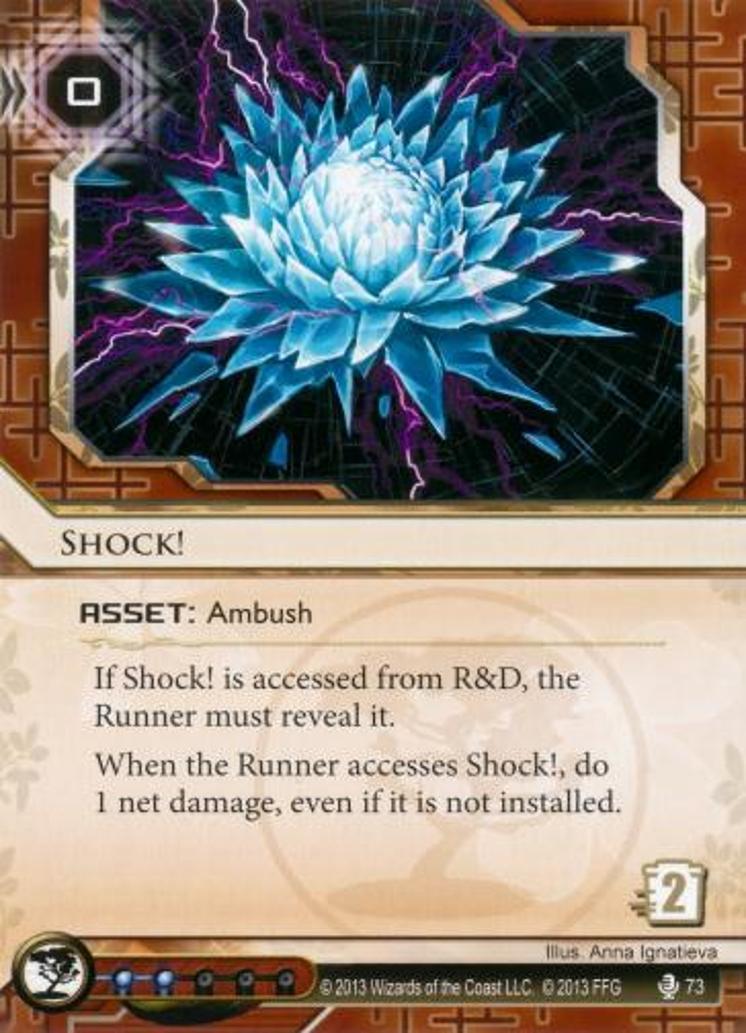 0
SHOCK!
ASSET: Ambush
If Shock! is accessed from R&D, the
Runner must reveal it.
When the Runner accesses Shock!, do
1 net damage, even if it is not installed.
2
Illus. Anna Ignatieva
© 2013 Wizards of the Coast LLC. © 2013 FFG
73